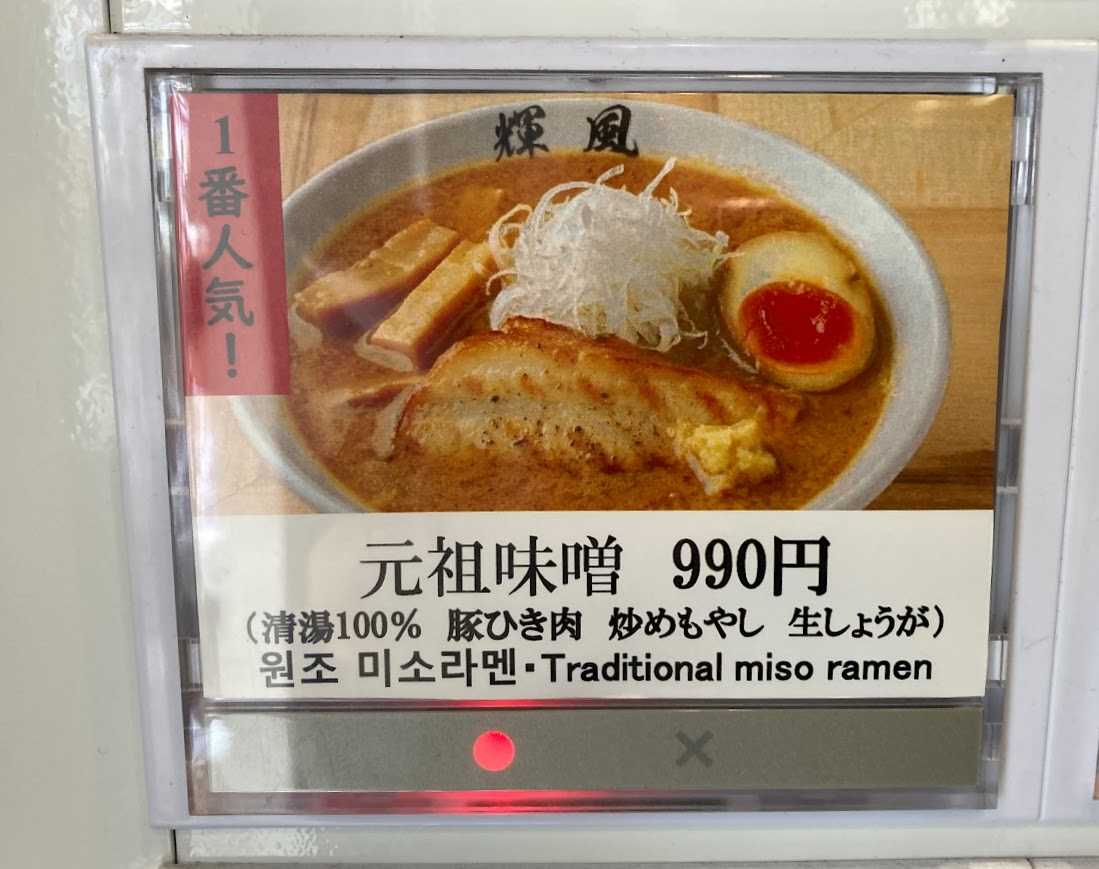 1番人気！
輝風
元祖味噌 990円
（清湯100％ 豚ひき肉 炒めもやし 生しょうが）
원조 미소라멘・Traditional miso ramen
×